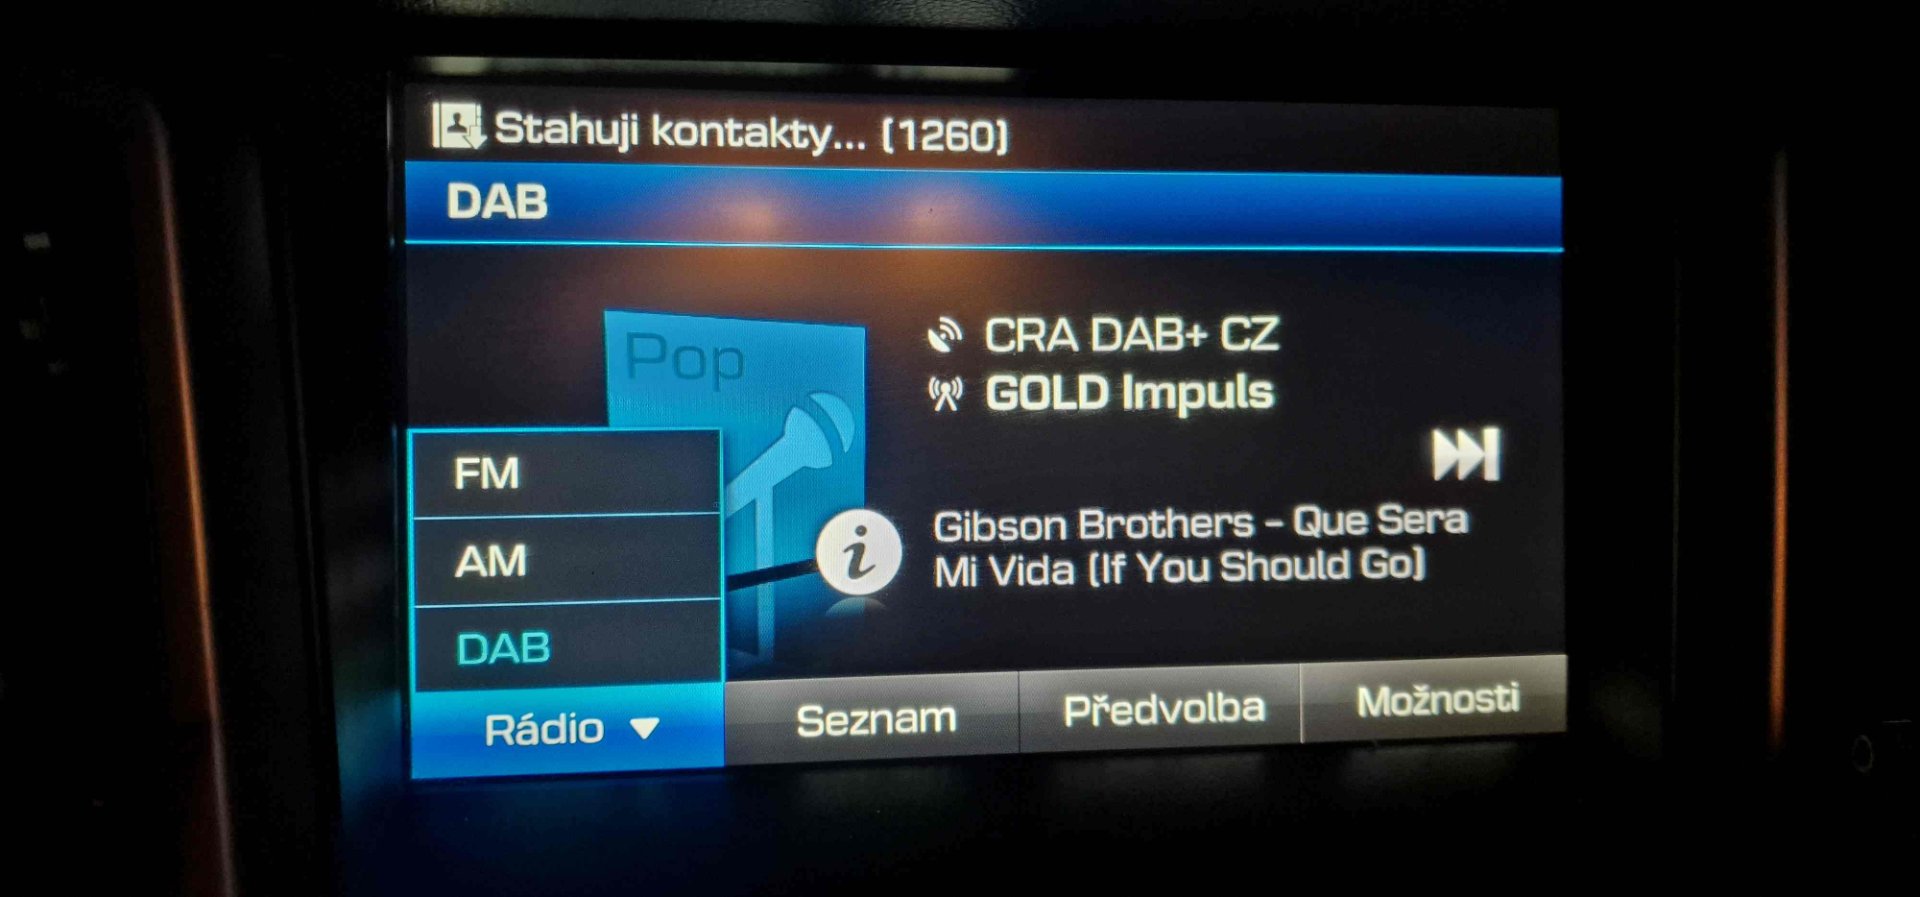 Stahuji kontakty... (1260)
DAB
Pop
CRA DAB+ CZ
GOLD Impuls
Gibson Brothers - Que Sera
Mi Vida (If You Should Go)
FM
AM
DAB
Rádio
Seznam
Předvolba
Možnosti